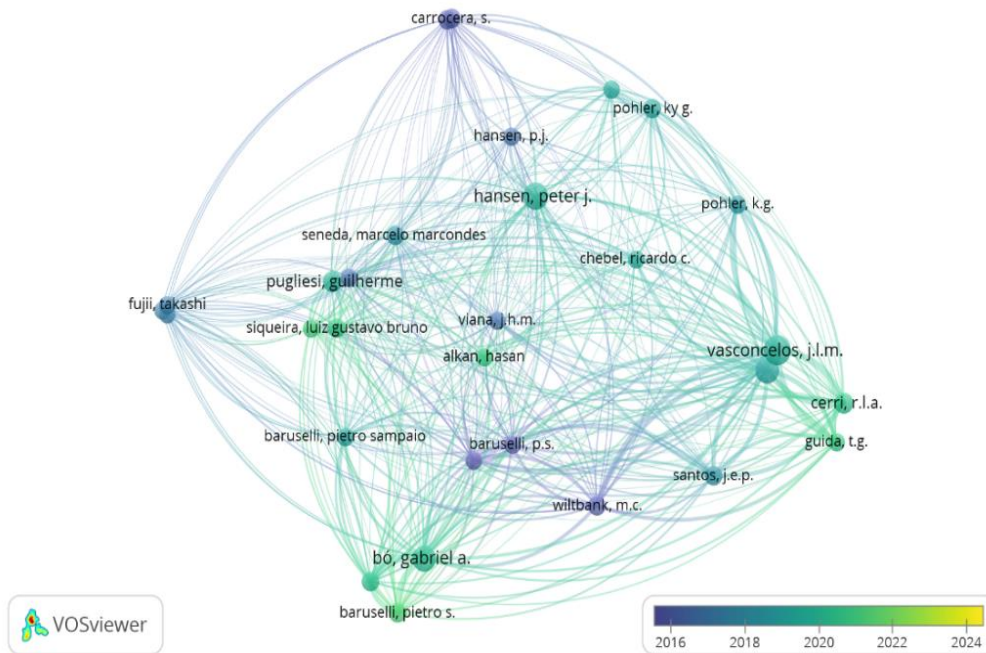 carrocera, s.
pohler, ky g.
hansen, p.j.
hansen, peter j.
pohler, k.g.
seneda, marcelo marcondes
chebel, ricardo c.
pugliesi, guilherme
fujii, takashi
viana, j.h.m.
siqueira, luiz gustavo bruno
vasconcelos, j.l.m.
alkan, hasan
cerri, r.l.a.
baruselli, pietro sampaio
baruselli, p.s.
guida, t.g.
santos, j.e.p.
wiltbank, m.c.
bó, gabriel a.
baruselli, pietro s.
VOSviewer
2016 2018 2020 2022 2024